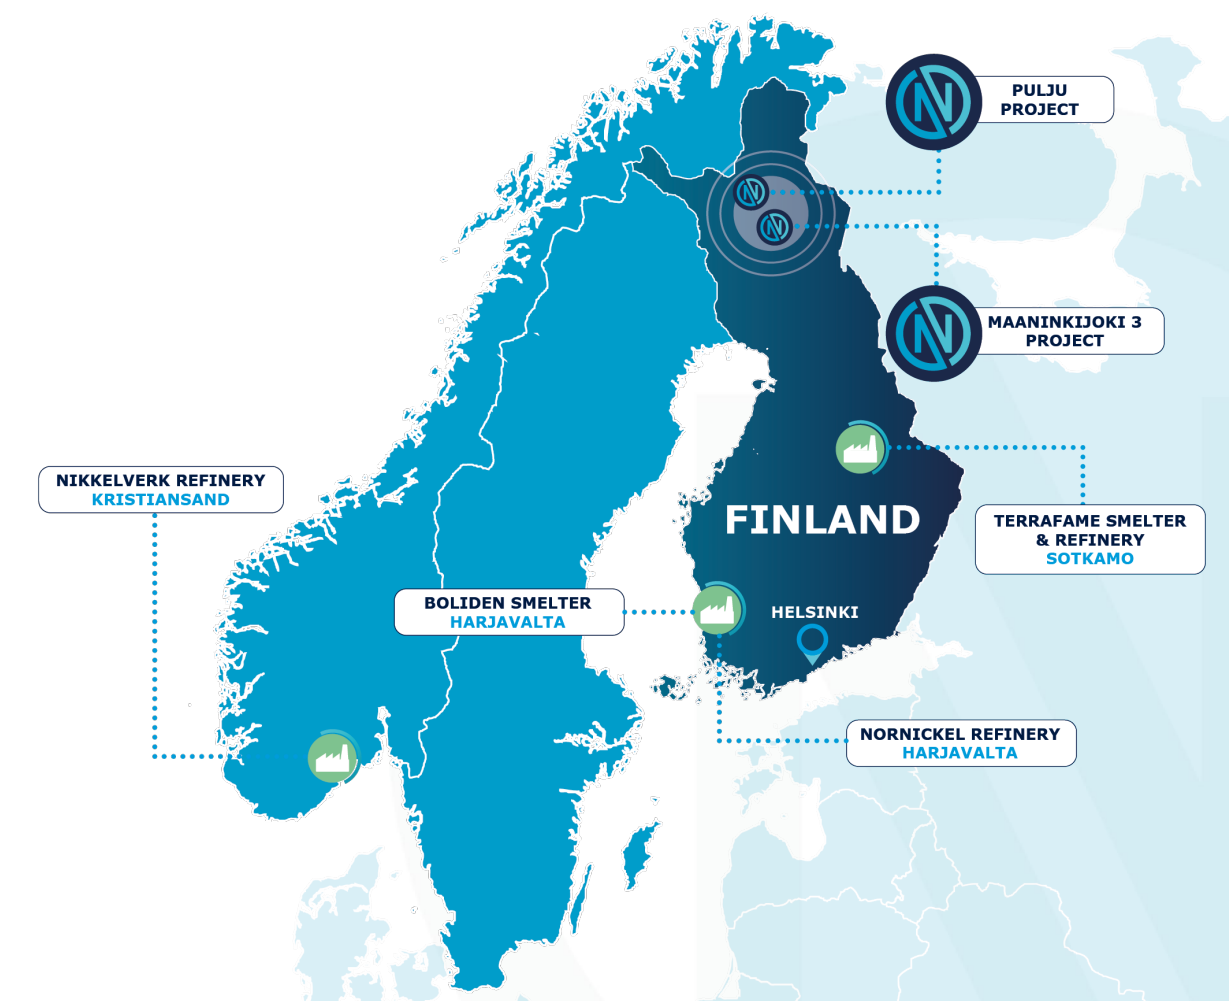 PULJU
PROJECT
MAANINKIJOKI 3
PROJECT
NIKKELVERK REFINERY
KRISTIANSAND
TERRAFAME SMELTER
& REFINERY
SOTKAMO
FINLAND
BOLIDEN SMELTER
HARJAVALTA
HELSINKI
NORNICKEL REFINERY
HARJAVALTA